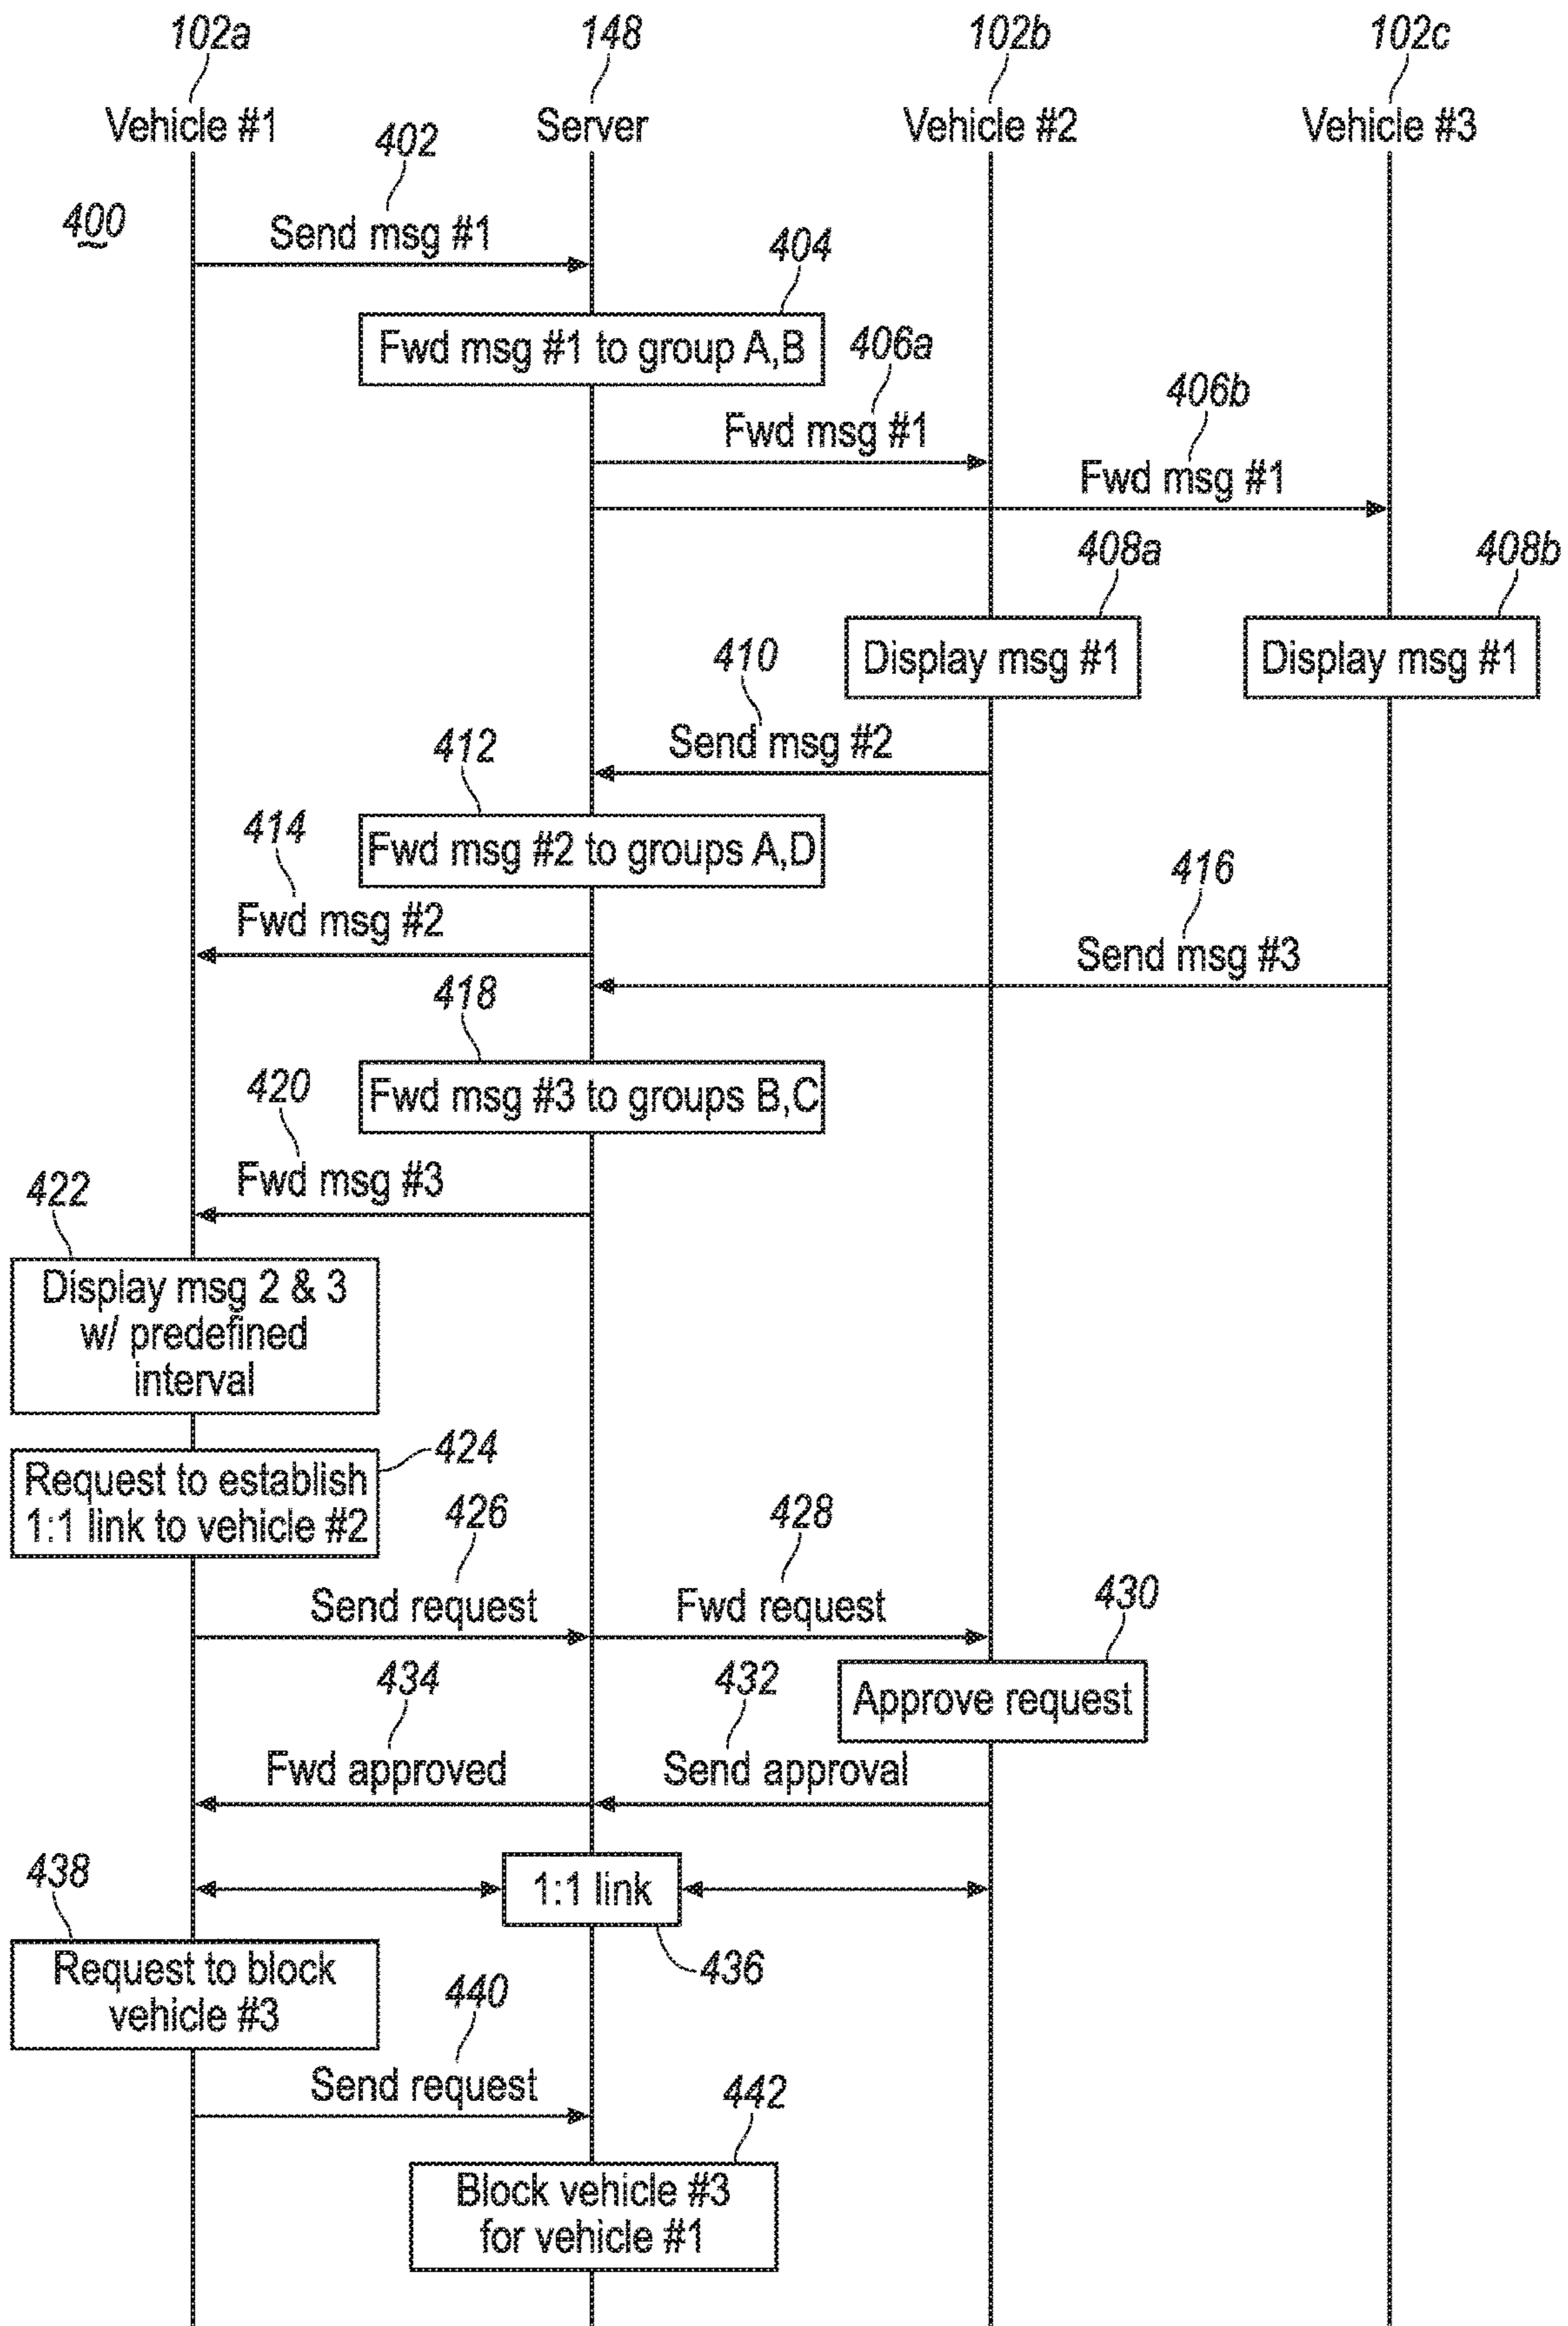 102a
148
102b
102c
Vehicle #1
Server
Vehicle #2
Vehicle #3
402
400
Send msg #1
404
Fwd msg #1 to group A,B
406a
Fwd msg #1
406b
Fwd msg #1
408a
408b
Display msg #1
Display msg #1
410
Send msg #2
412
Fwd msg #2 to groups A,D
414
Fwd msg #2
416
Send msg #3
418
Fwd msg #3 to groups B,C
420
Fwd msg #3
422
Display msg 2 & 3
w/ predefined
interval
424
Request to establish
1:1 link to vehicle #2
426
428
Send request
Fwd request
430
Approve request
434
432
Fwd approved
Send approval
1:1 link
436
438
Request to block
vehicle #3
440
Send request
442
Block vehicle #3
for vehicle #1